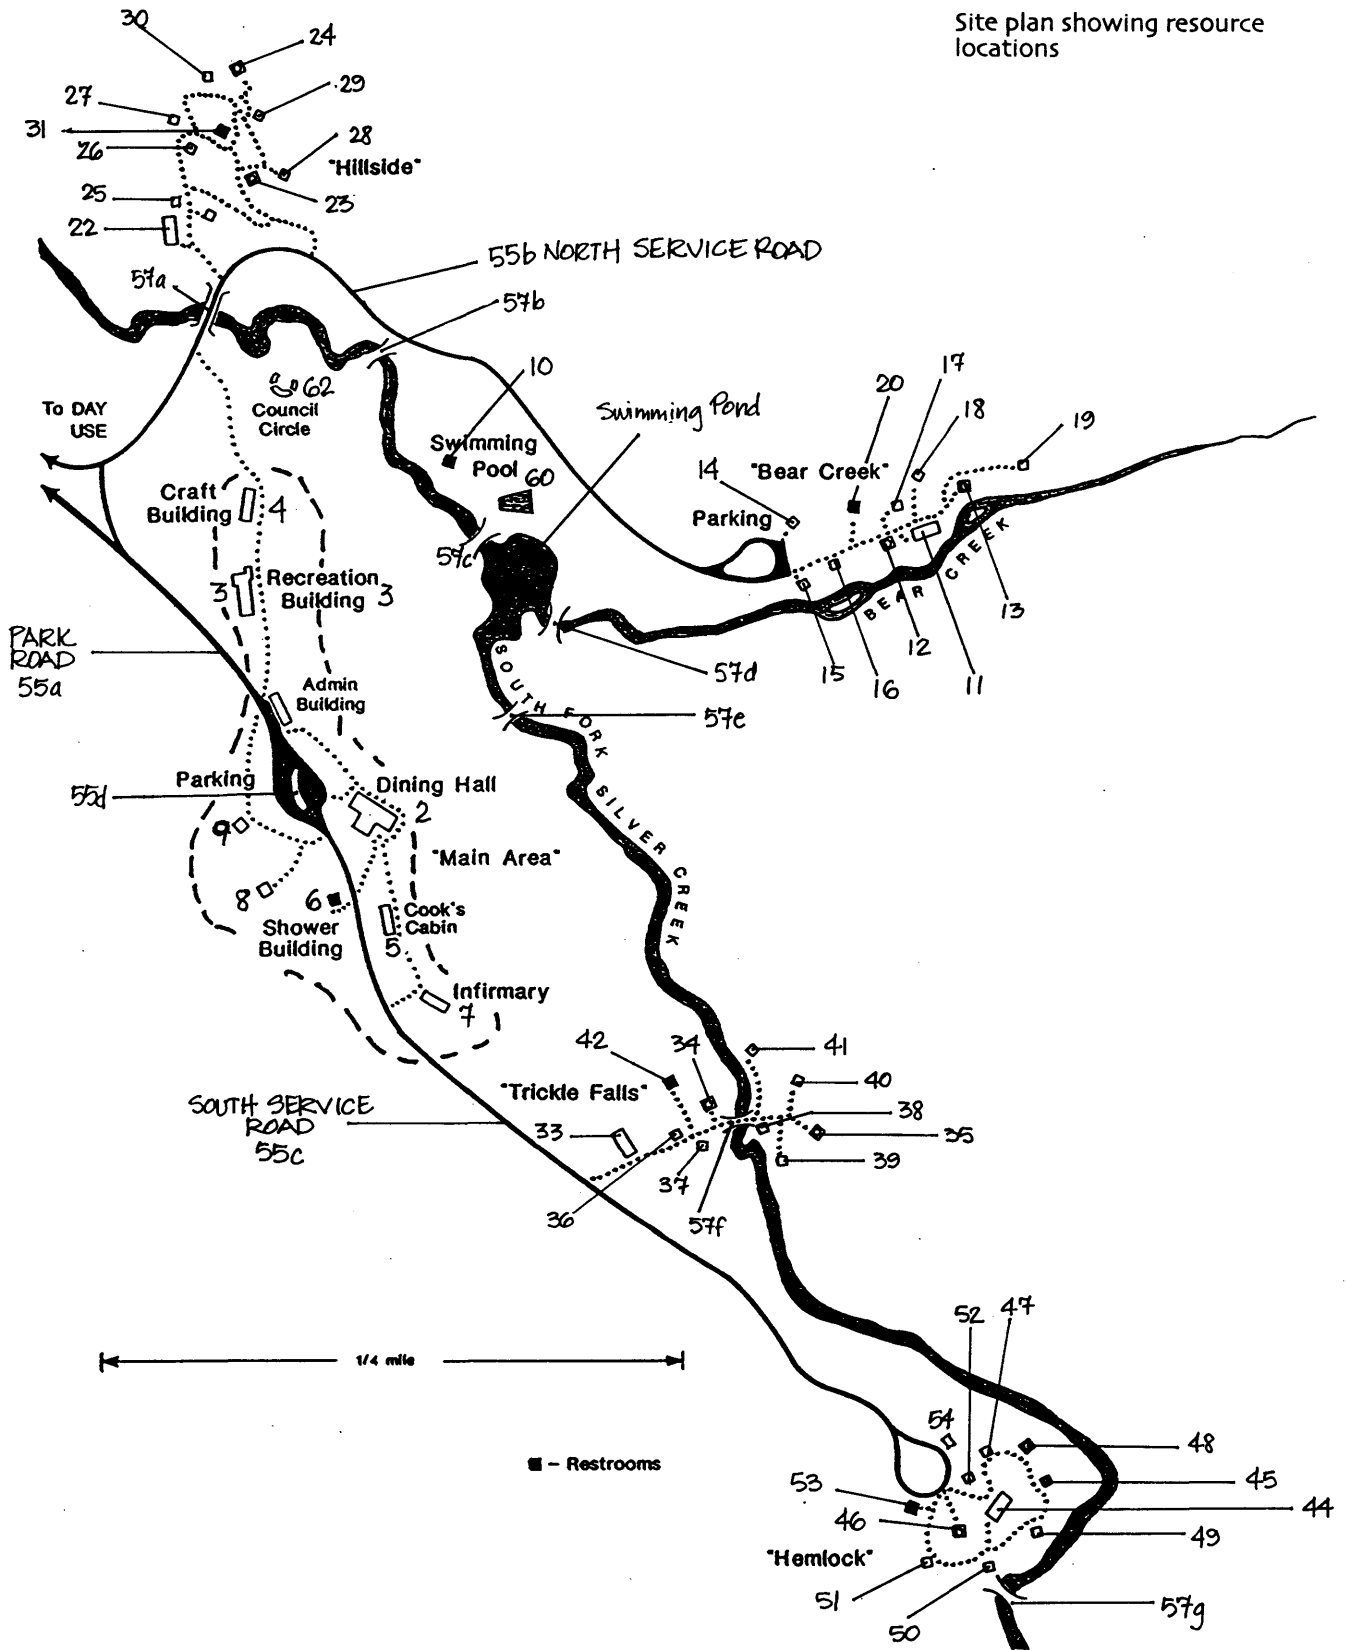 Site plan showing resource
locations
30
24
27
29
31
28
26
"Hillside"
25
23
22
55b NORTH SERVICE ROAD
57a
57b
10
17
20
62
Council
Circle
To DAY
USE
Swimming Pond
18
19
Swimming
Pool
60
14
"Bear Creek"
Craft
Building
4
Parking
57c
BEAR CREEK
3
Recreation
Building 3
13
12
PARK
ROAD
55a
57d
15
16
11
Admin
Building
57e
SOUTH FORK SILVER CREEK
Parking
55d
Dining Hall
2
9
"Main Area"
8
6
Cook's
Cabin
Shower
Building
5
Infirmary
7
42
34
41
"Trickle Falls"
40
SOUTH SERVICE
ROAD
55c
33
38
35
39
37
36
57f
52
47
1/4 mile
54
48
- Restrooms
53
45
44
46
49
"Hemlock"
51
50
57g